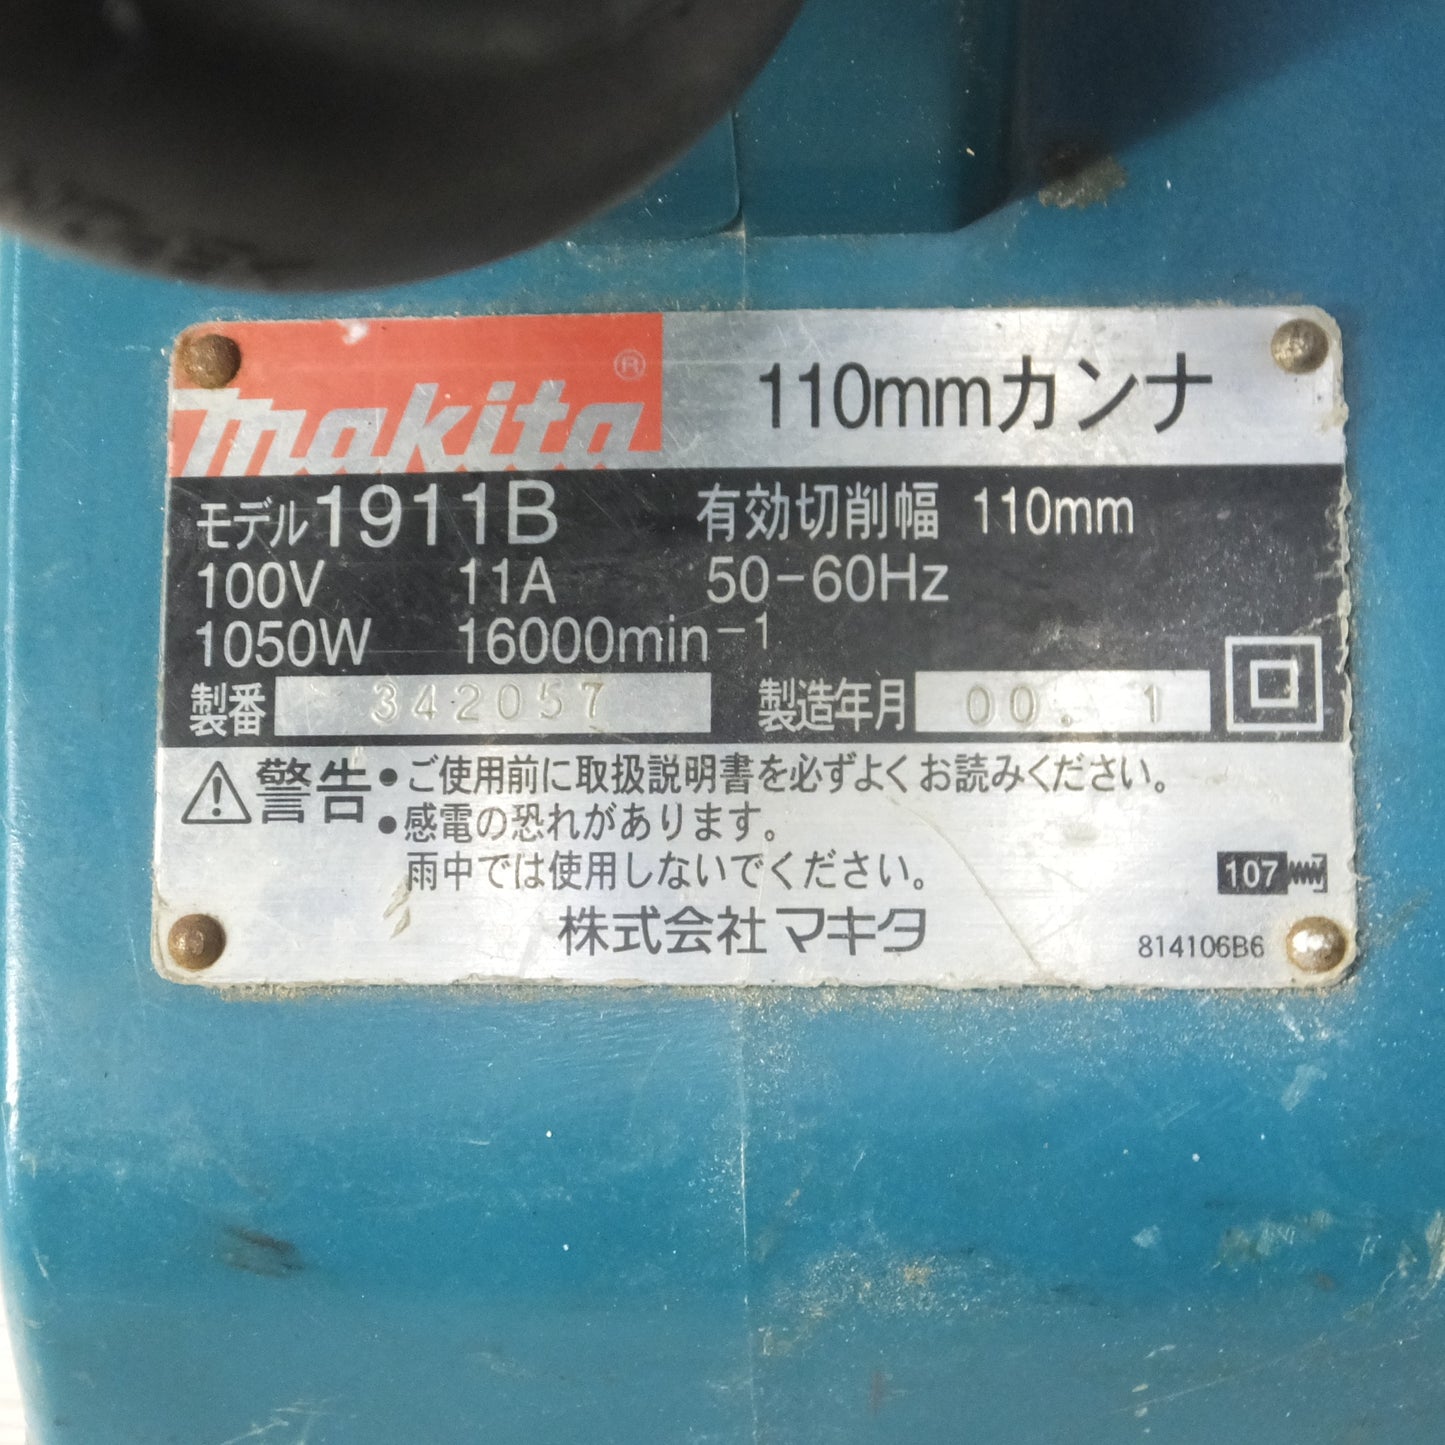 makita®
110mmカンナ
モデル1911B 有効切削幅 110mm
100V 11A 50-60Hz
1050W 16000min⁻¹
製番 342057 製造年月 00. 1
警告 •ご使用前に取扱説明書を必ずよくお読みください。
•感電の恐れがあります。
雨中では使用しないでください。
107
株式会社マキタ
814106B6